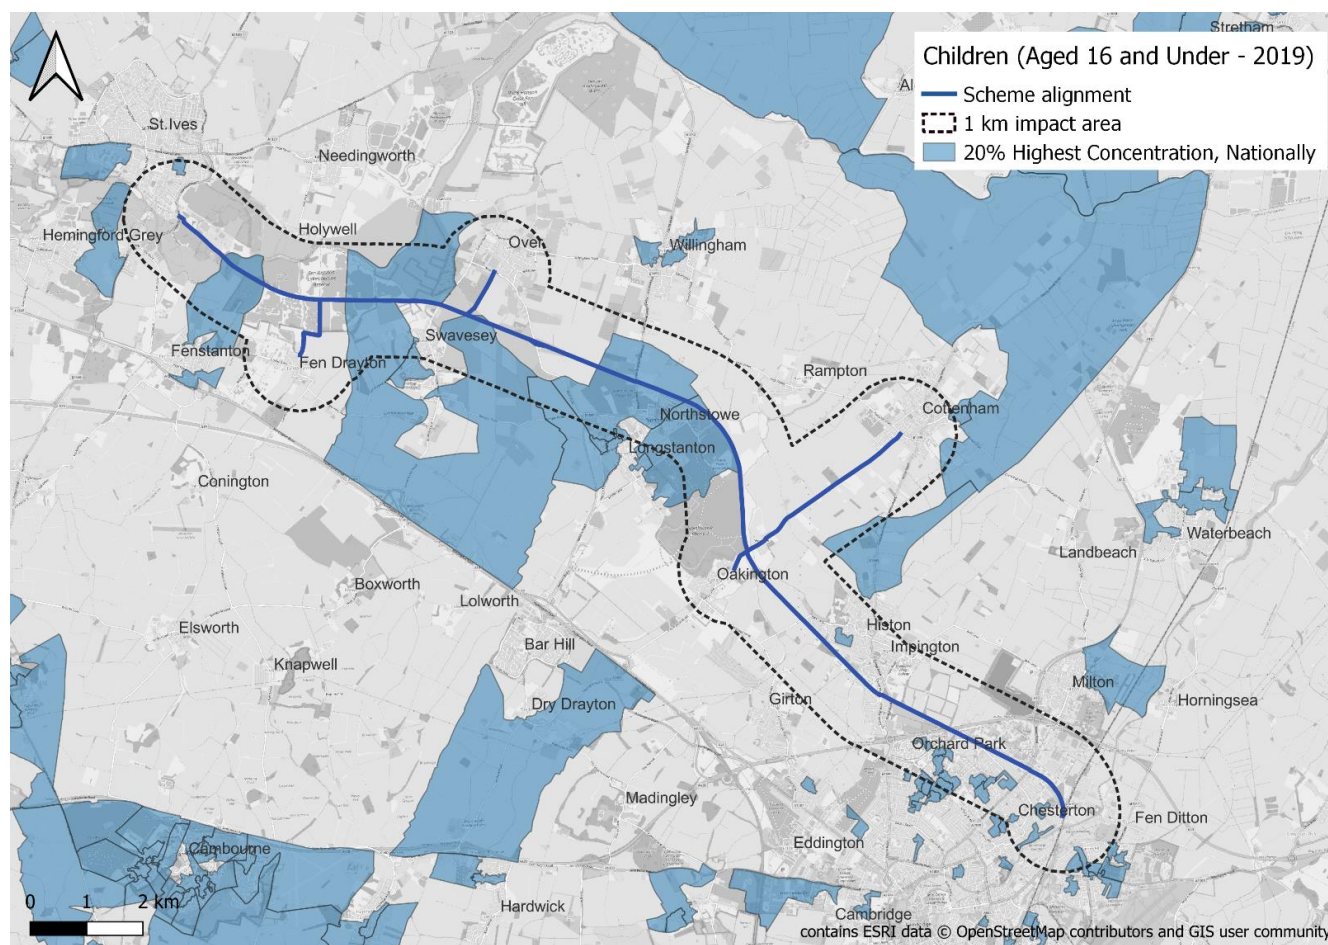 Stretham
Children (Aged 16 and Under - 2019)
Scheme alignment
1 km impact area
20% Highest Concentration, Nationally
St.Ives
Needingworth
Hemingford Grey
Holywell
Over
Willingham
Swavesey
Fenstanton
Fen Drayton
Rampton
Cottenham
Northstowe
Longstanton
Conington
Waterbeach
Landbeach
Oakington
Boxworth
Lolworth
Elsworth
Histon
Bar Hill
Impington
Knapwell
Milton
Dry Drayton
Girton
Horningsea
Orchard Park
Madingley
Chesterton
Fen Ditton
Eddington
Cambourne
0 1 2 km
Hardwick
Cambridge
contains ESRI data © OpenStreetMap contributors and GIS user community